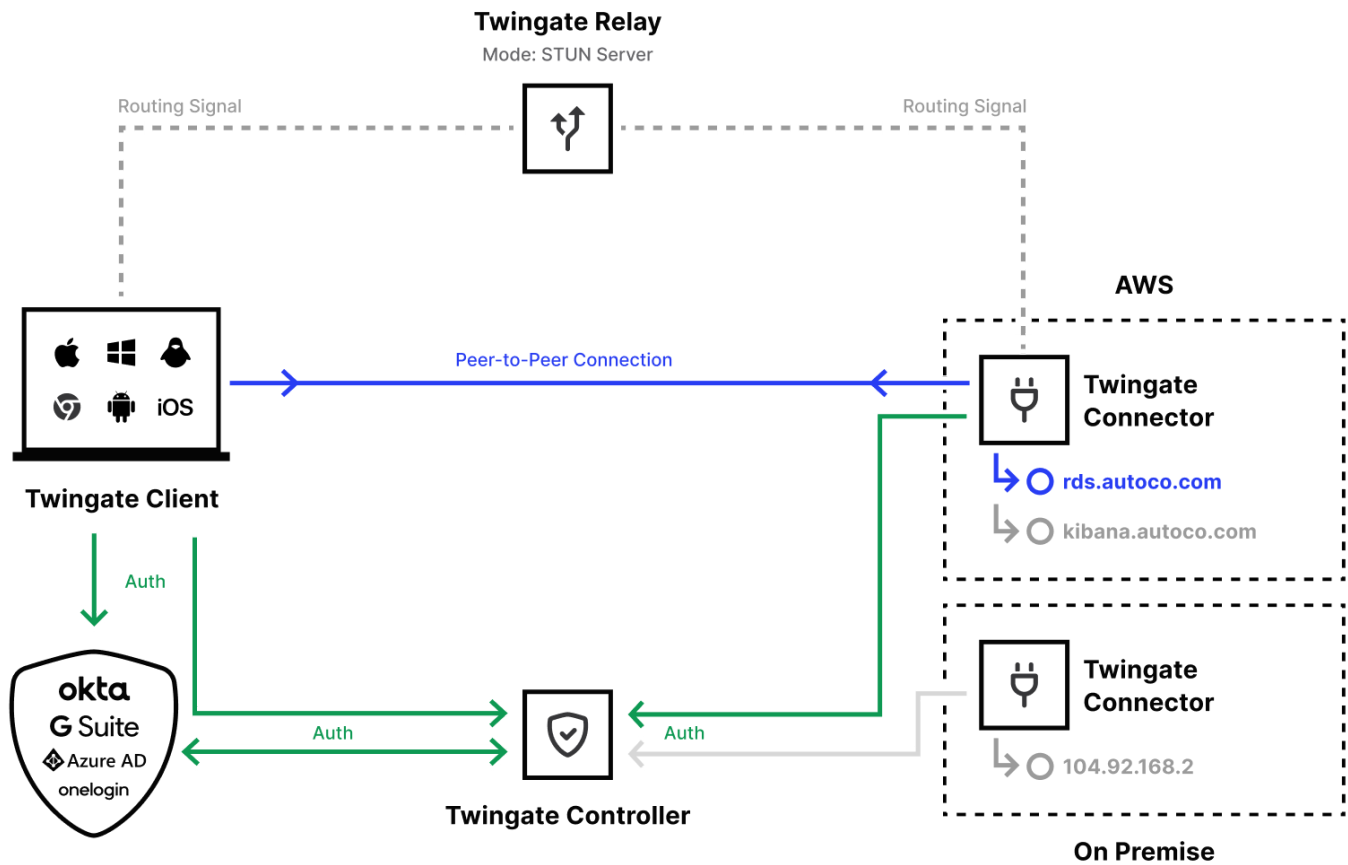 Twingate Relay
Mode: STUN Server
Routing Signal
Routing Signal
AWS
Peer-to-Peer Connection
iOS
Twingate
Connector
rds.autoco.com
kibana.autoco.com
Twingate Client
Auth
okta
G Suite
Azure AD
onelogin
Auth
Auth
Twingate Controller
Twingate
Connector
104.92.168.2
On Premise